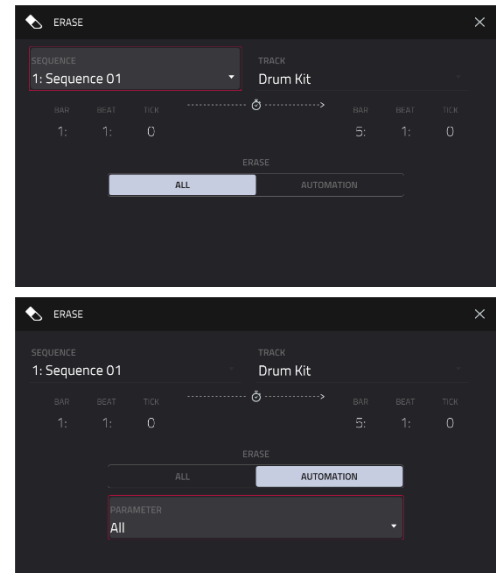 ERASE
SEQUENCE TRACK
1: Sequence 01 Drum Kit
BAR BEAT TICK BAR BEAT TICK
1: 1: 0 5: 1: 0
ERASE
ALL AUTOMATION
ERASE
SEQUENCE TRACK
1: Sequence 01 Drum Kit
BAR BEAT TICK BAR BEAT TICK
1: 1: 0 5: 1: 0
ERASE
ALL AUTOMATION
PARAMETER
All